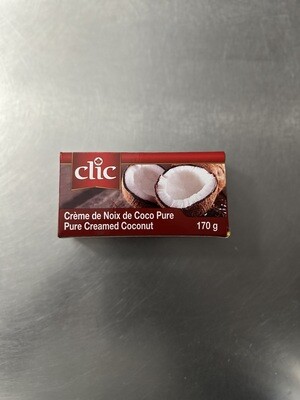 clic
Crème de Noix de Coco Pure
Pure Creamed Coconut
170 g